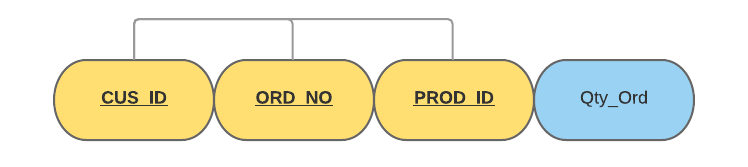 CUS_ID ORD_NO PROD_ID Qty_Ord